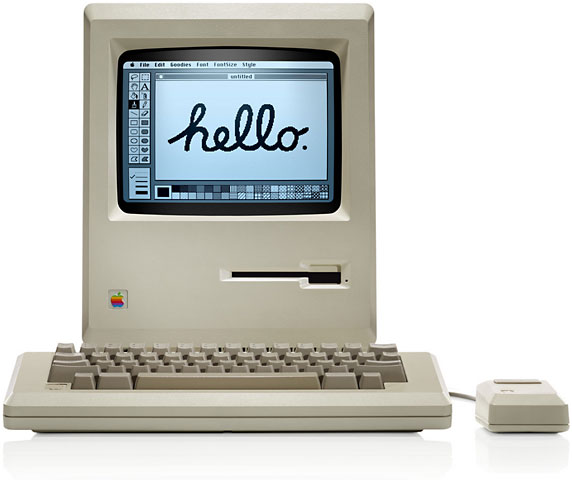 File Edit Goodies Font FontSize Style
untitled
A
hello.